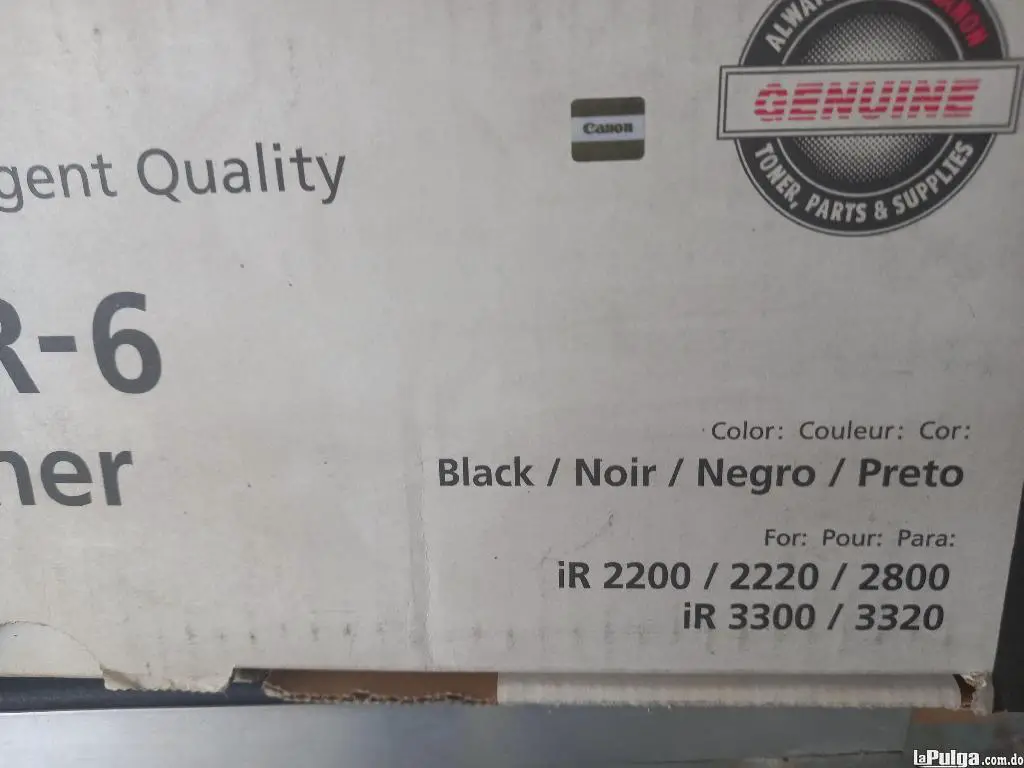 CANON
GENUINE
TONER, PARTS & SUPPLIES
Canon
gent Quality
R-6
ner
Color: Couleur: Cor:
Black / Noir / Negro / Preto
For: Pour: Para:
iR 2200 / 2220 / 2800
iR 3300 / 3320
laPulga.com.do